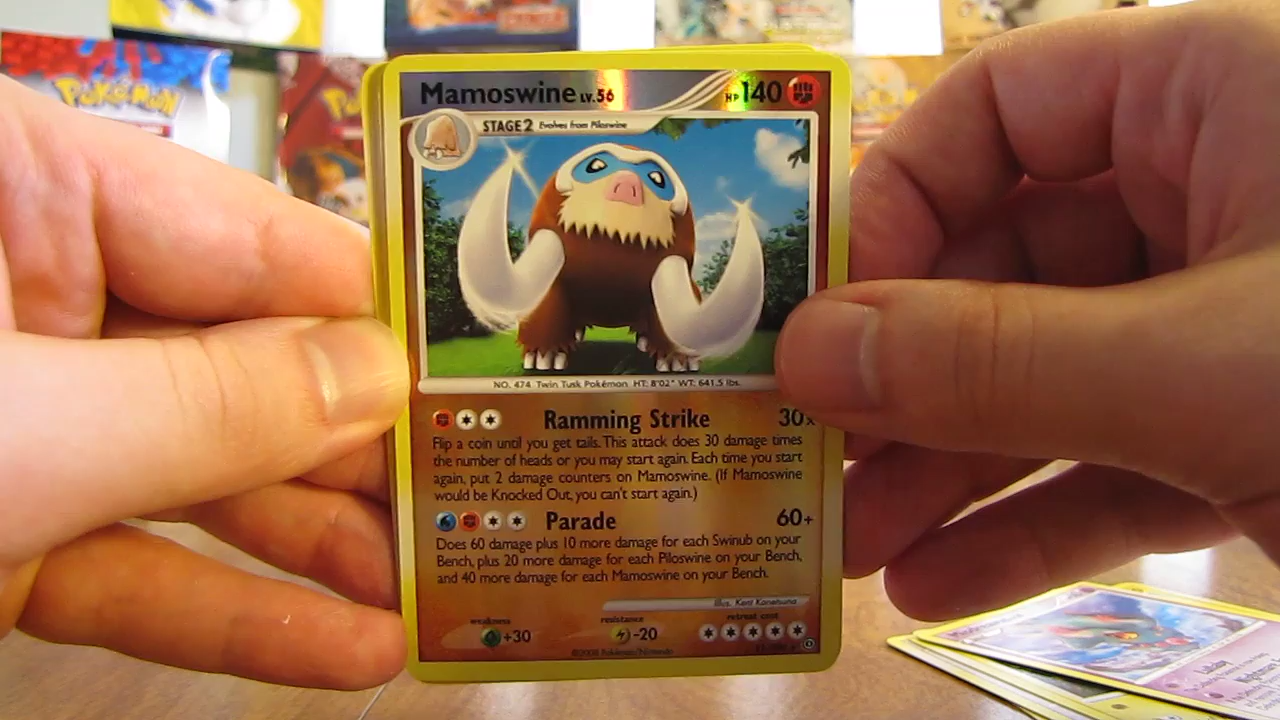 POKéMON
Mamoswine LV.56
HP 140
STAGE 2 Evolves from Piloswine
NO. 474 Twin Tusk Pokémon HT: 8'02" WT: 641.5 lbs.
Ramming Strike 30x
Flip a coin until you get tails. This attack does 30 damage times
the number of heads or you may start again. Each time you start
again, put 2 damage counters on Mamoswine. (If Mamoswine
would be Knocked Out, you can't start again.)
Parade 60+
Does 60 damage plus 10 more damage for each Swinub on your
Bench, plus 20 more damage for each Piloswine on your Bench,
and 40 more damage for each Mamoswine on your Bench.
weakness
+30
resistance
-20
retreat cost
©2008 Pokémon/Nintendo
Lullaby